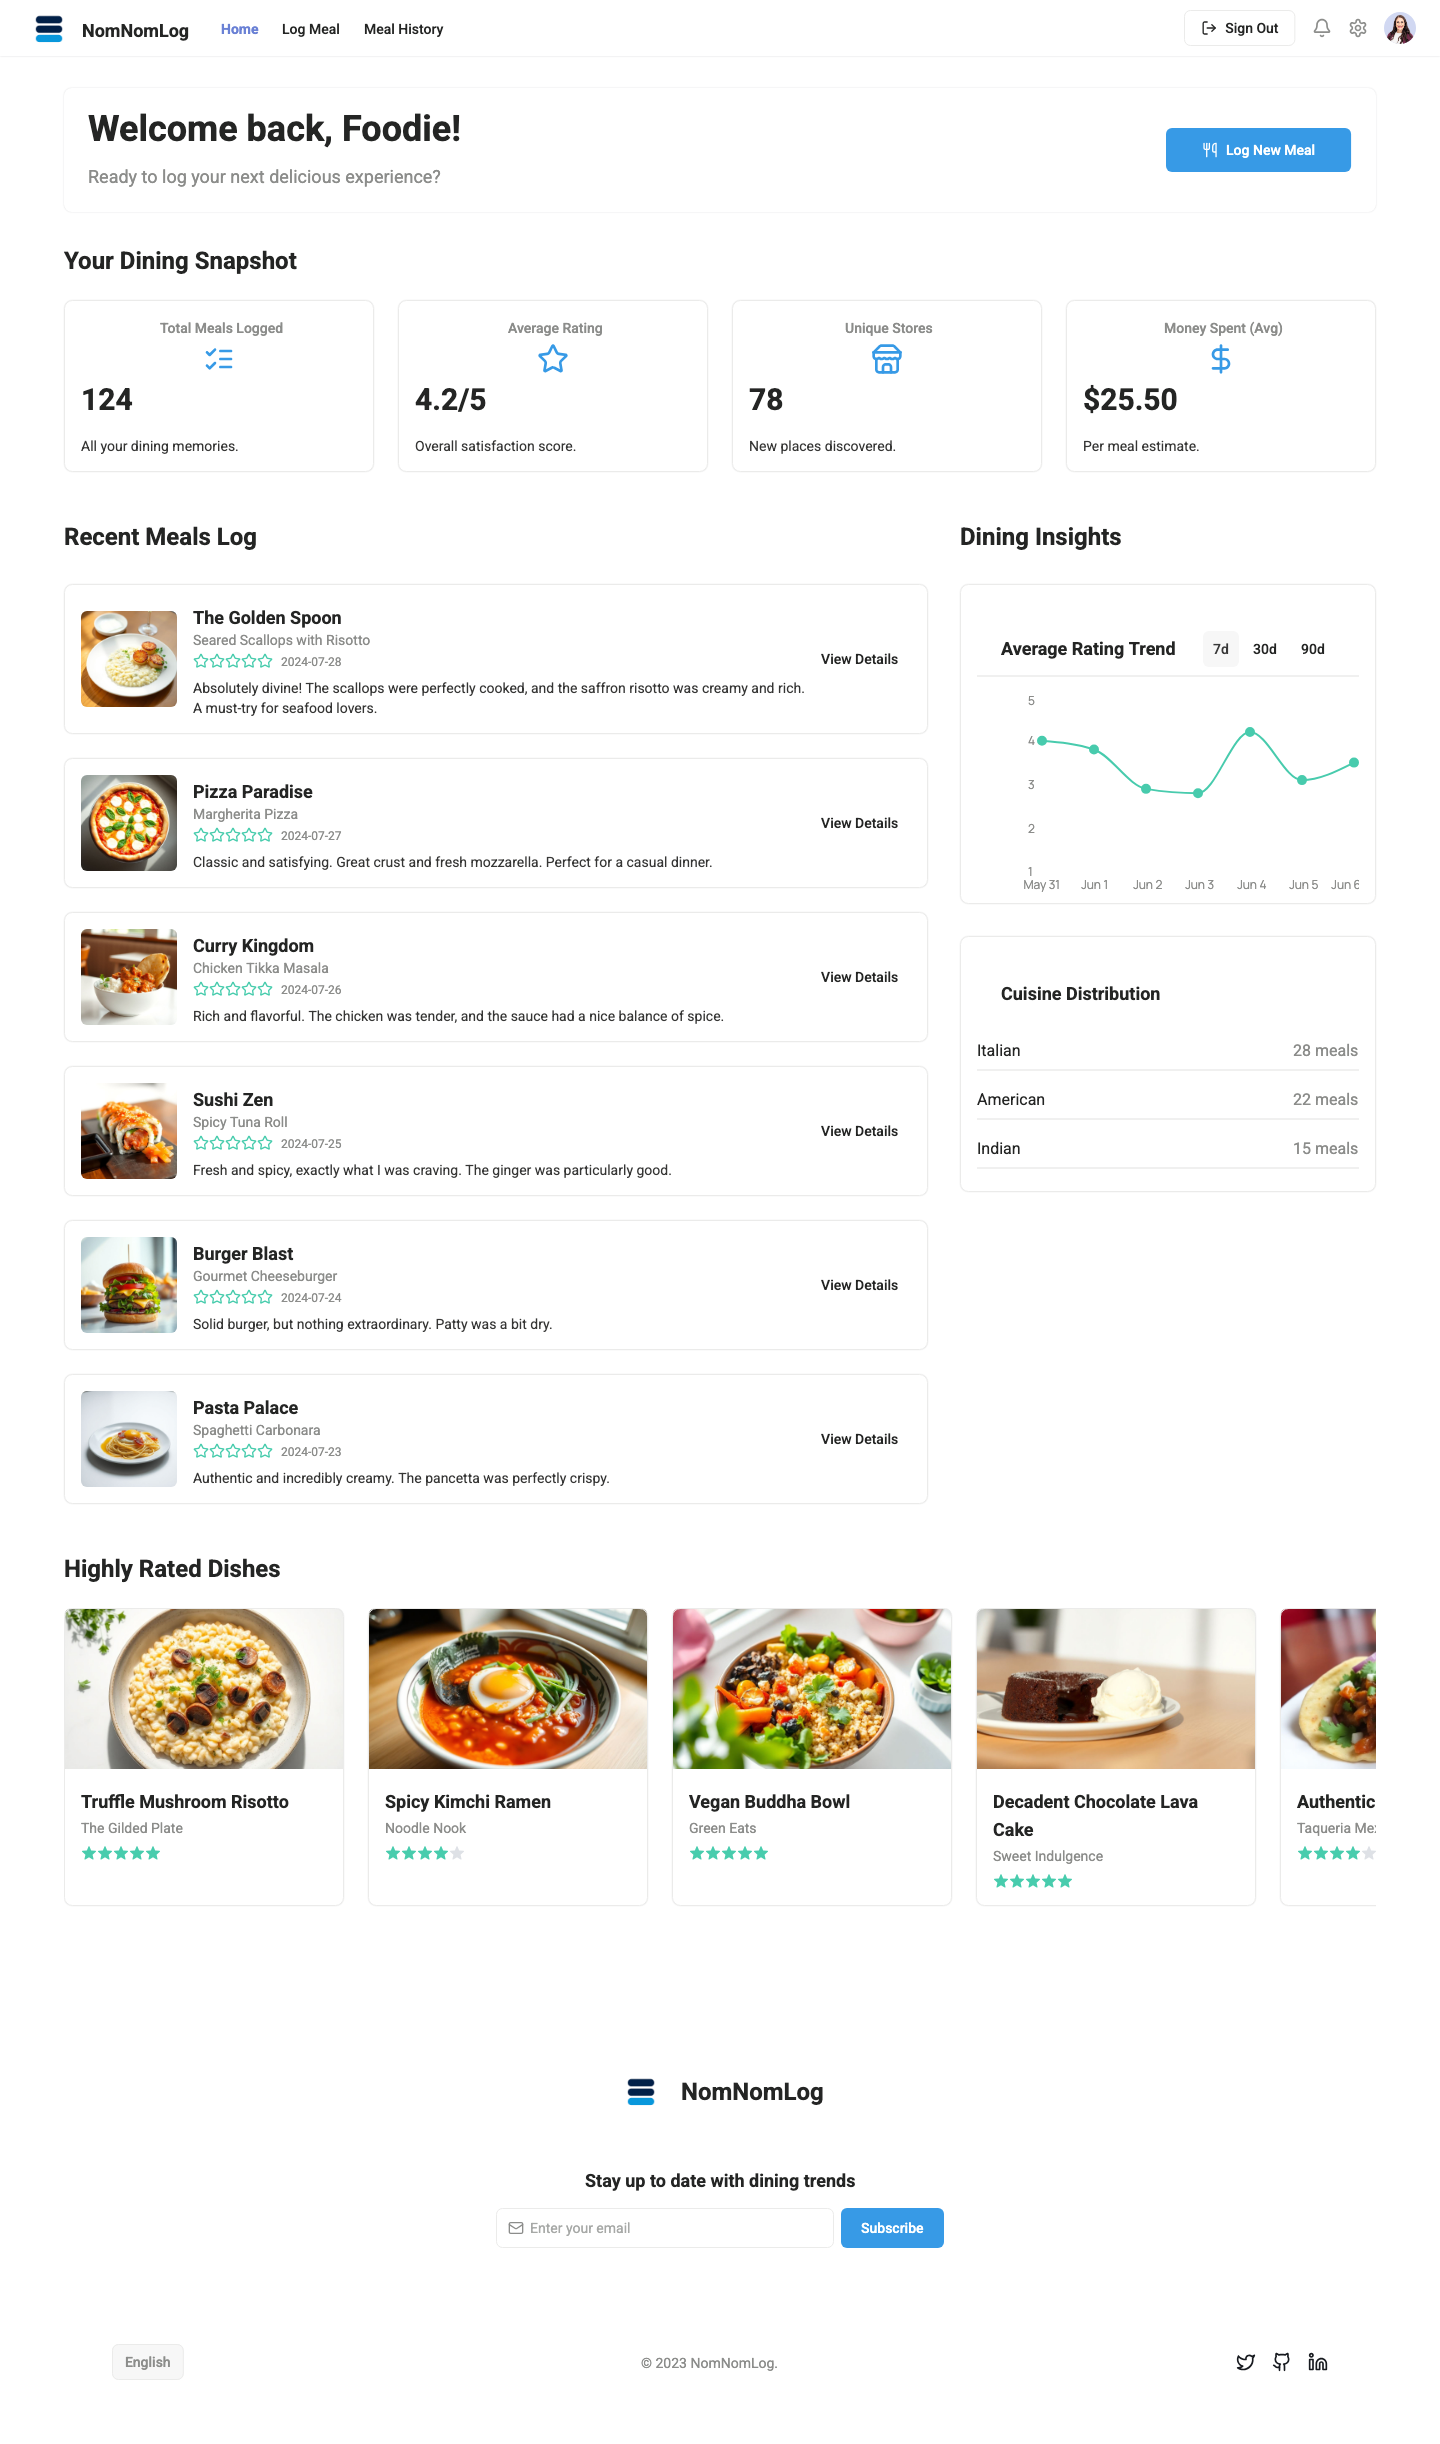 NomNomLog
Home
Log Meal
Meal History
Sign Out
Welcome back, Foodie!
Ready to log your next delicious experience?
Log New Meal
Your Dining Snapshot
Total Meals Logged
124
All your dining memories.
Average Rating
4.2/5
Overall satisfaction score.
Unique Stores
78
New places discovered.
Money Spent (Avg)
$25.50
Per meal estimate.
Recent Meals Log
The Golden Spoon
Seared Scallops with Risotto
2024-07-28
Absolutely divine! The scallops were perfectly cooked, and the saffron risotto was creamy and rich.
A must-try for seafood lovers.
View Details
Pizza Paradise
Margherita Pizza
2024-07-27
Classic and satisfying. Great crust and fresh mozzarella. Perfect for a casual dinner.
View Details
Curry Kingdom
Chicken Tikka Masala
2024-07-26
Rich and flavorful. The chicken was tender, and the sauce had a nice balance of spice.
View Details
Sushi Zen
Spicy Tuna Roll
2024-07-25
Fresh and spicy, exactly what I was craving. The ginger was particularly good.
View Details
Burger Blast
Gourmet Cheeseburger
2024-07-24
Solid burger, but nothing extraordinary. Patty was a bit dry.
View Details
Pasta Palace
Spaghetti Carbonara
2024-07-23
Authentic and incredibly creamy. The pancetta was perfectly crispy.
View Details
Dining Insights
Average Rating Trend
7d
30d
90d
5
4
3
2
1
May 31
Jun 1
Jun 2
Jun 3
Jun 4
Jun 5
Jun 6
Cuisine Distribution
Italian
28 meals
American
22 meals
Indian
15 meals
Highly Rated Dishes
Truffle Mushroom Risotto
The Gilded Plate
Spicy Kimchi Ramen
Noodle Nook
Vegan Buddha Bowl
Green Eats
Decadent Chocolate Lava
Cake
Sweet Indulgence
Authentic
Taqueria
NomNomLog
Stay up to date with dining trends
Enter your email
Subscribe
English
© 2023 NomNomLog.